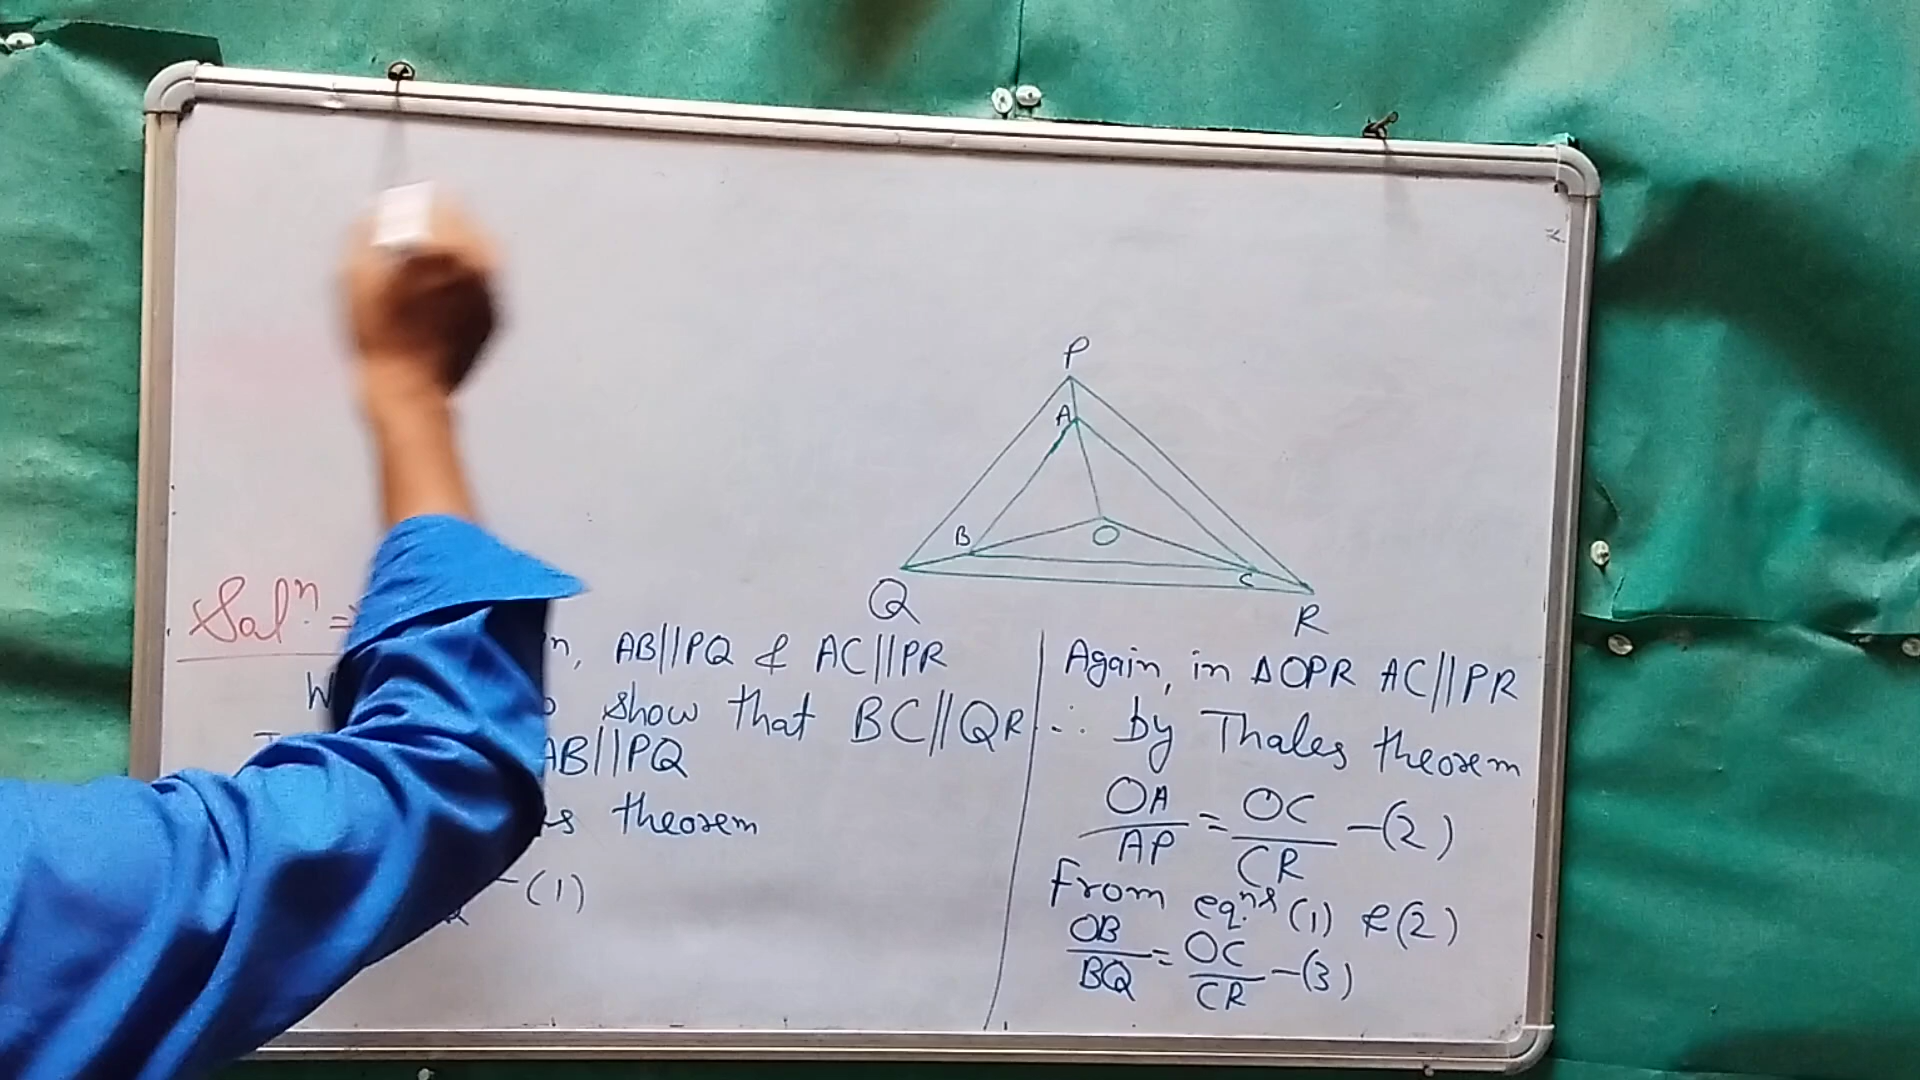 P
A
B
O
C
Q
R
Solⁿ. =
n, AB||PQ & AC||PR
show that BC||QR
AB||PQ
theorem
-(1)
Again, in ΔOPR AC||PR
∴ by Thales theorem
OA/AP = OC/CR -(2)
From eqⁿˢ (1) & (2)
OB/BQ = OC/CR -(3)